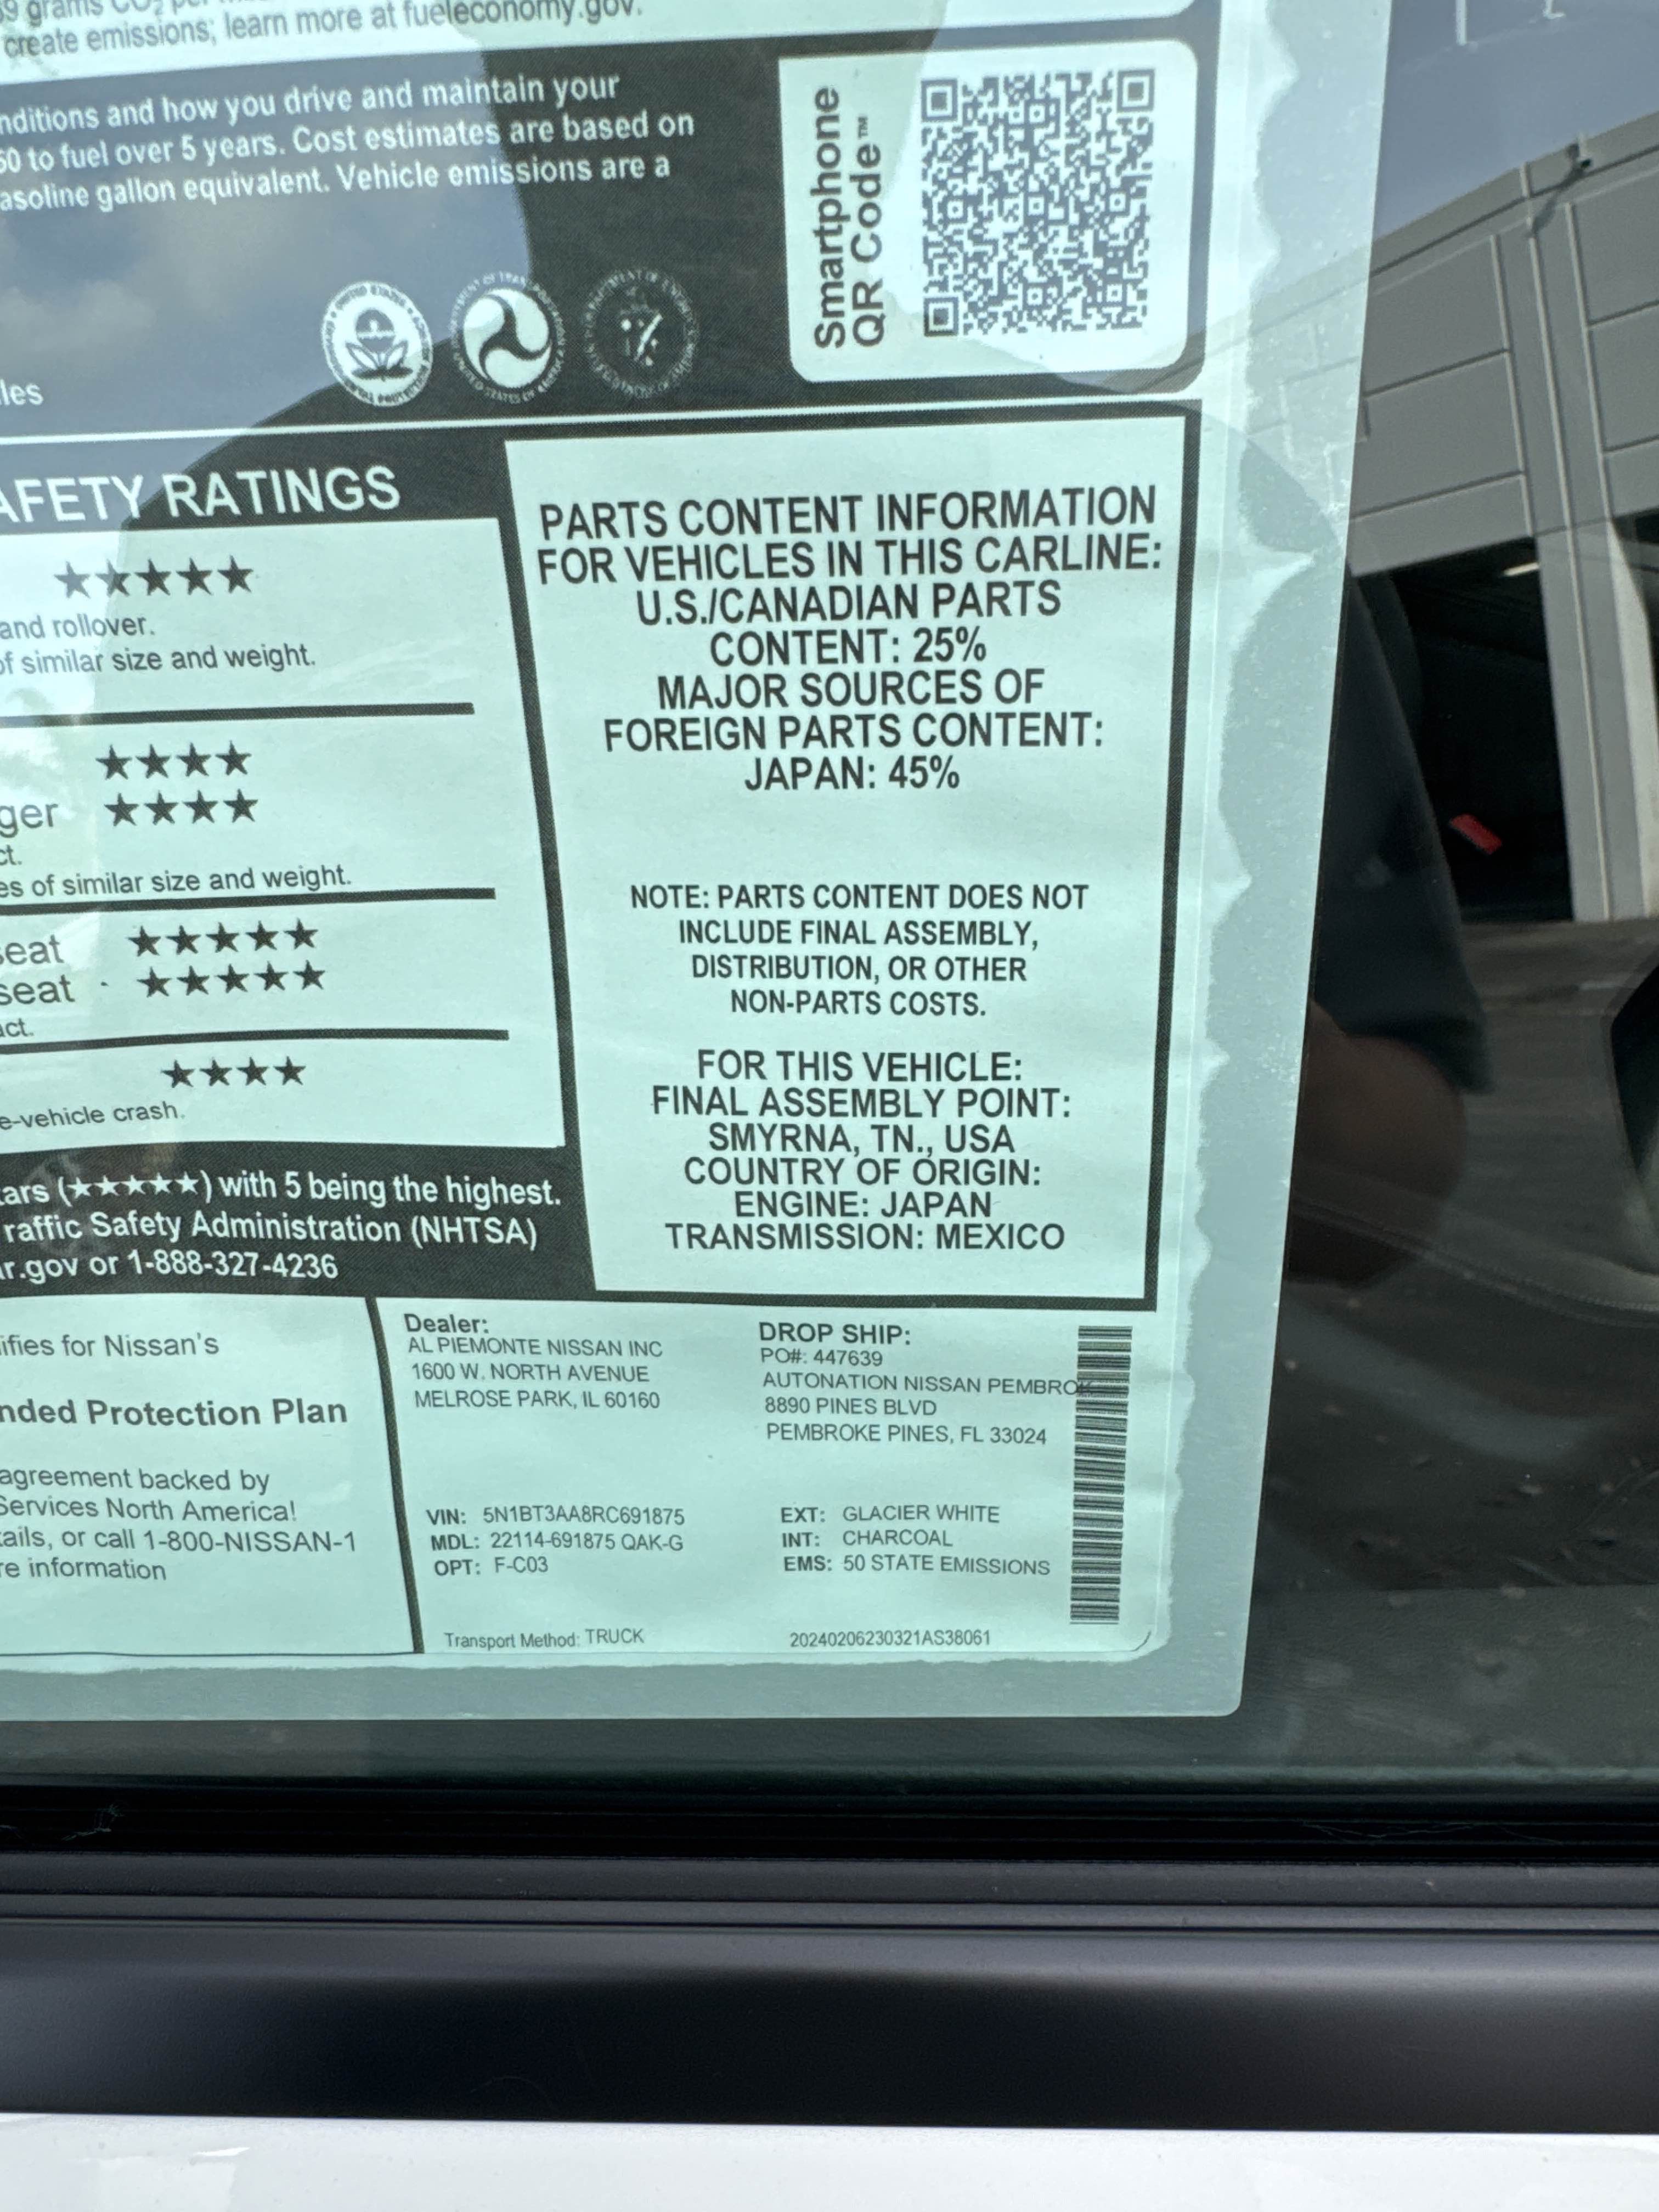 grams CO2
create emissions; learn more at fueleconomy.gov.
nditions and how you drive and maintain your
to fuel over 5 years. Cost estimates are based on
asoline gallon equivalent. Vehicle emissions are a
Smartphone
QR Code™
les
AFETY RATINGS
★★★★★
and rollover.
of similar size and weight.
★★★★
ger ★★★★
ct.
es of similar size and weight.
seat ★★★★★
seat ★★★★★
act.
★★★★
e-vehicle crash.
tars (★★★★★) with 5 being the highest.
raffic Safety Administration (NHTSA)
r.gov or 1-888-327-4236
PARTS CONTENT INFORMATION
FOR VEHICLES IN THIS CARLINE:
U.S./CANADIAN PARTS
CONTENT: 25%
MAJOR SOURCES OF
FOREIGN PARTS CONTENT:
JAPAN: 45%
NOTE: PARTS CONTENT DOES NOT
INCLUDE FINAL ASSEMBLY,
DISTRIBUTION, OR OTHER
NON-PARTS COSTS.
FOR THIS VEHICLE:
FINAL ASSEMBLY POINT:
SMYRNA, TN., USA
COUNTRY OF ORIGIN:
ENGINE: JAPAN
TRANSMISSION: MEXICO
ifies for Nissan's
nded Protection Plan
agreement backed by
Services North America!
tails, or call 1-800-NISSAN-1
re information
Dealer:
AL PIEMONTE NISSAN INC
1600 W. NORTH AVENUE
MELROSE PARK, IL 60160
DROP SHIP:
PO#: 447639
AUTONATION NISSAN PEMBROK
8890 PINES BLVD
PEMBROKE PINES, FL 33024
VIN: 5N1BT3AA8RC691875
MDL: 22114-691875 QAK-G
OPT: F-C03
EXT: GLACIER WHITE
INT: CHARCOAL
EMS: 50 STATE EMISSIONS
Transport Method: TRUCK
20240206230321AS38061